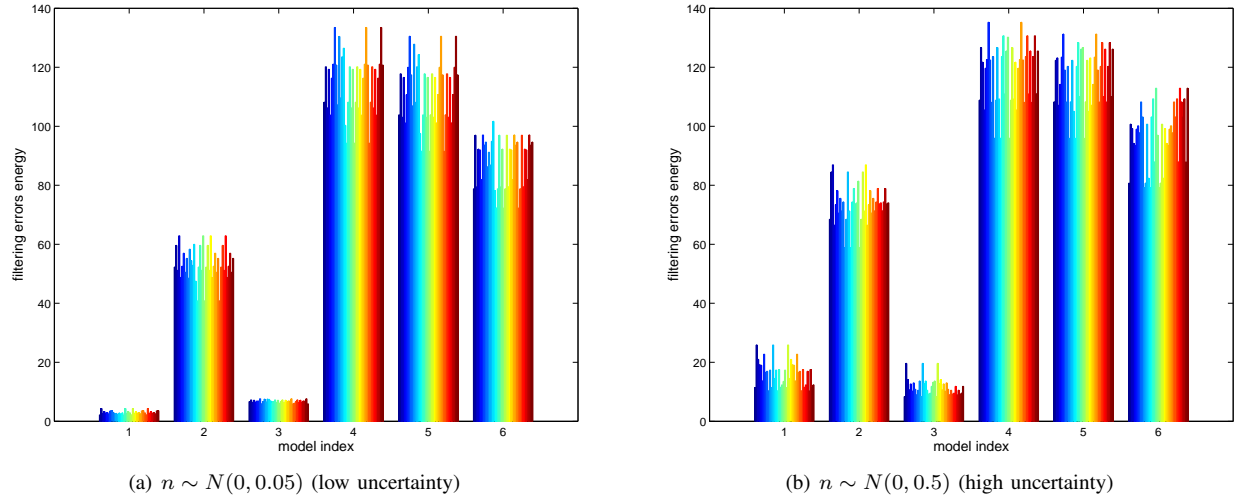 140
120
100
80
60
40
20
0
filtering errors energy
1 2 3 4 5 6
model index
(a) n ∼ N(0, 0.05) (low uncertainty)
140
120
100
80
60
40
20
0
filtering errors energy
1 2 3 4 5 6
model index
(b) n ∼ N(0, 0.5) (high uncertainty)